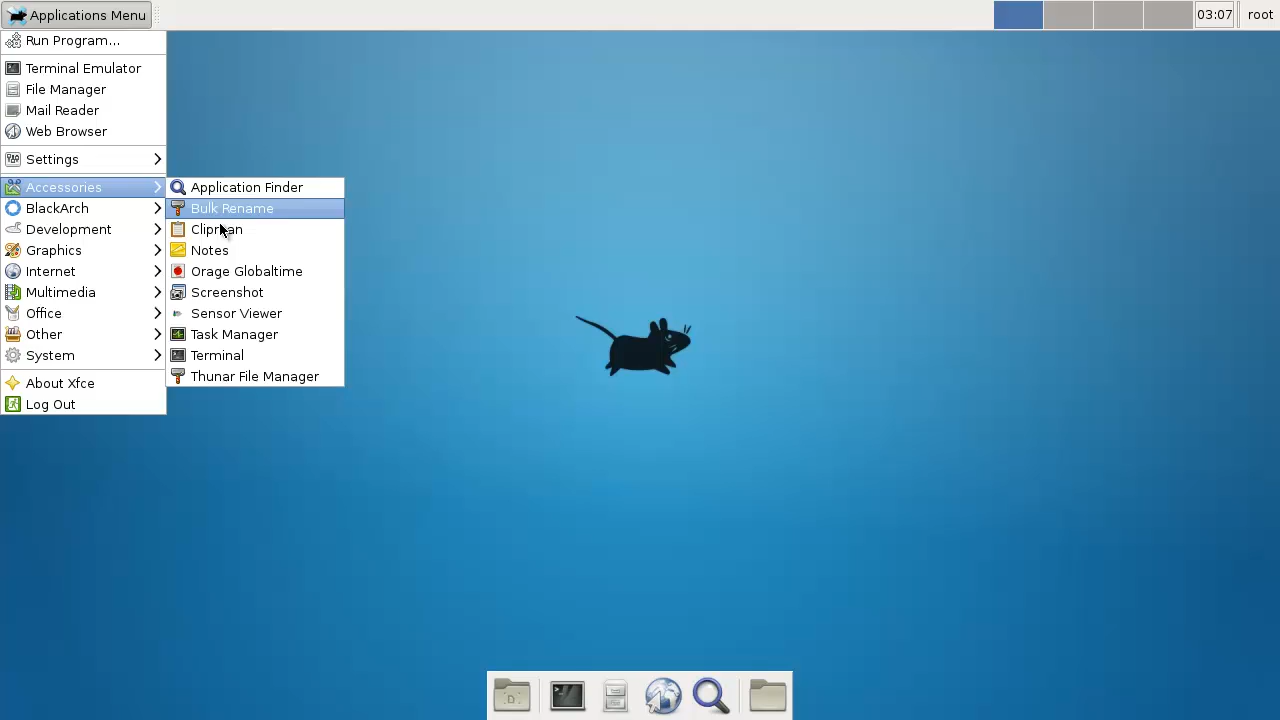 Applications Menu
03:07
root
Run Program...
Terminal Emulator
File Manager
Mail Reader
Web Browser
Settings
Accessories
BlackArch
Development
Graphics
Internet
Multimedia
Office
Other
System
About Xfce
Log Out
Application Finder
Bulk Rename
Clipman
Notes
Orage Globaltime
Screenshot
Sensor Viewer
Task Manager
Terminal
Thunar File Manager